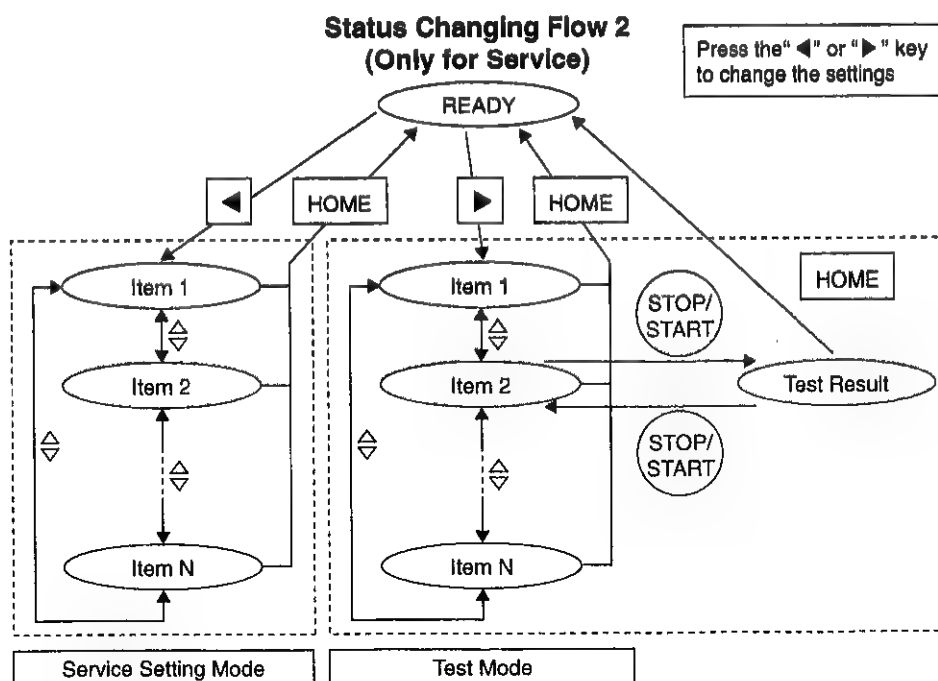 Status Changing Flow 2
(Only for Service)
Press the" ◀" or "▶" key
to change the settings
READY
◀
HOME
▶
HOME
Item 1
Item 2
Item N
Item 1
Item 2
Item N
STOP/
START
STOP/
START
HOME
Test Result
Service Setting Mode
Test Mode